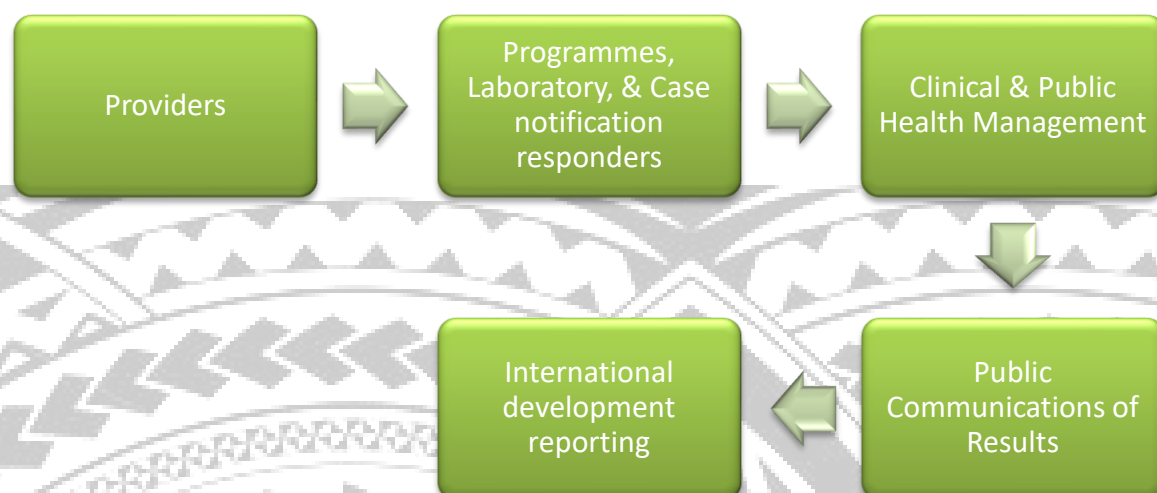 Providers
Programmes,
Laboratory, & Case
notification
responders
Clinical & Public
Health Management
Public
Communications of
Results
International
development
reporting